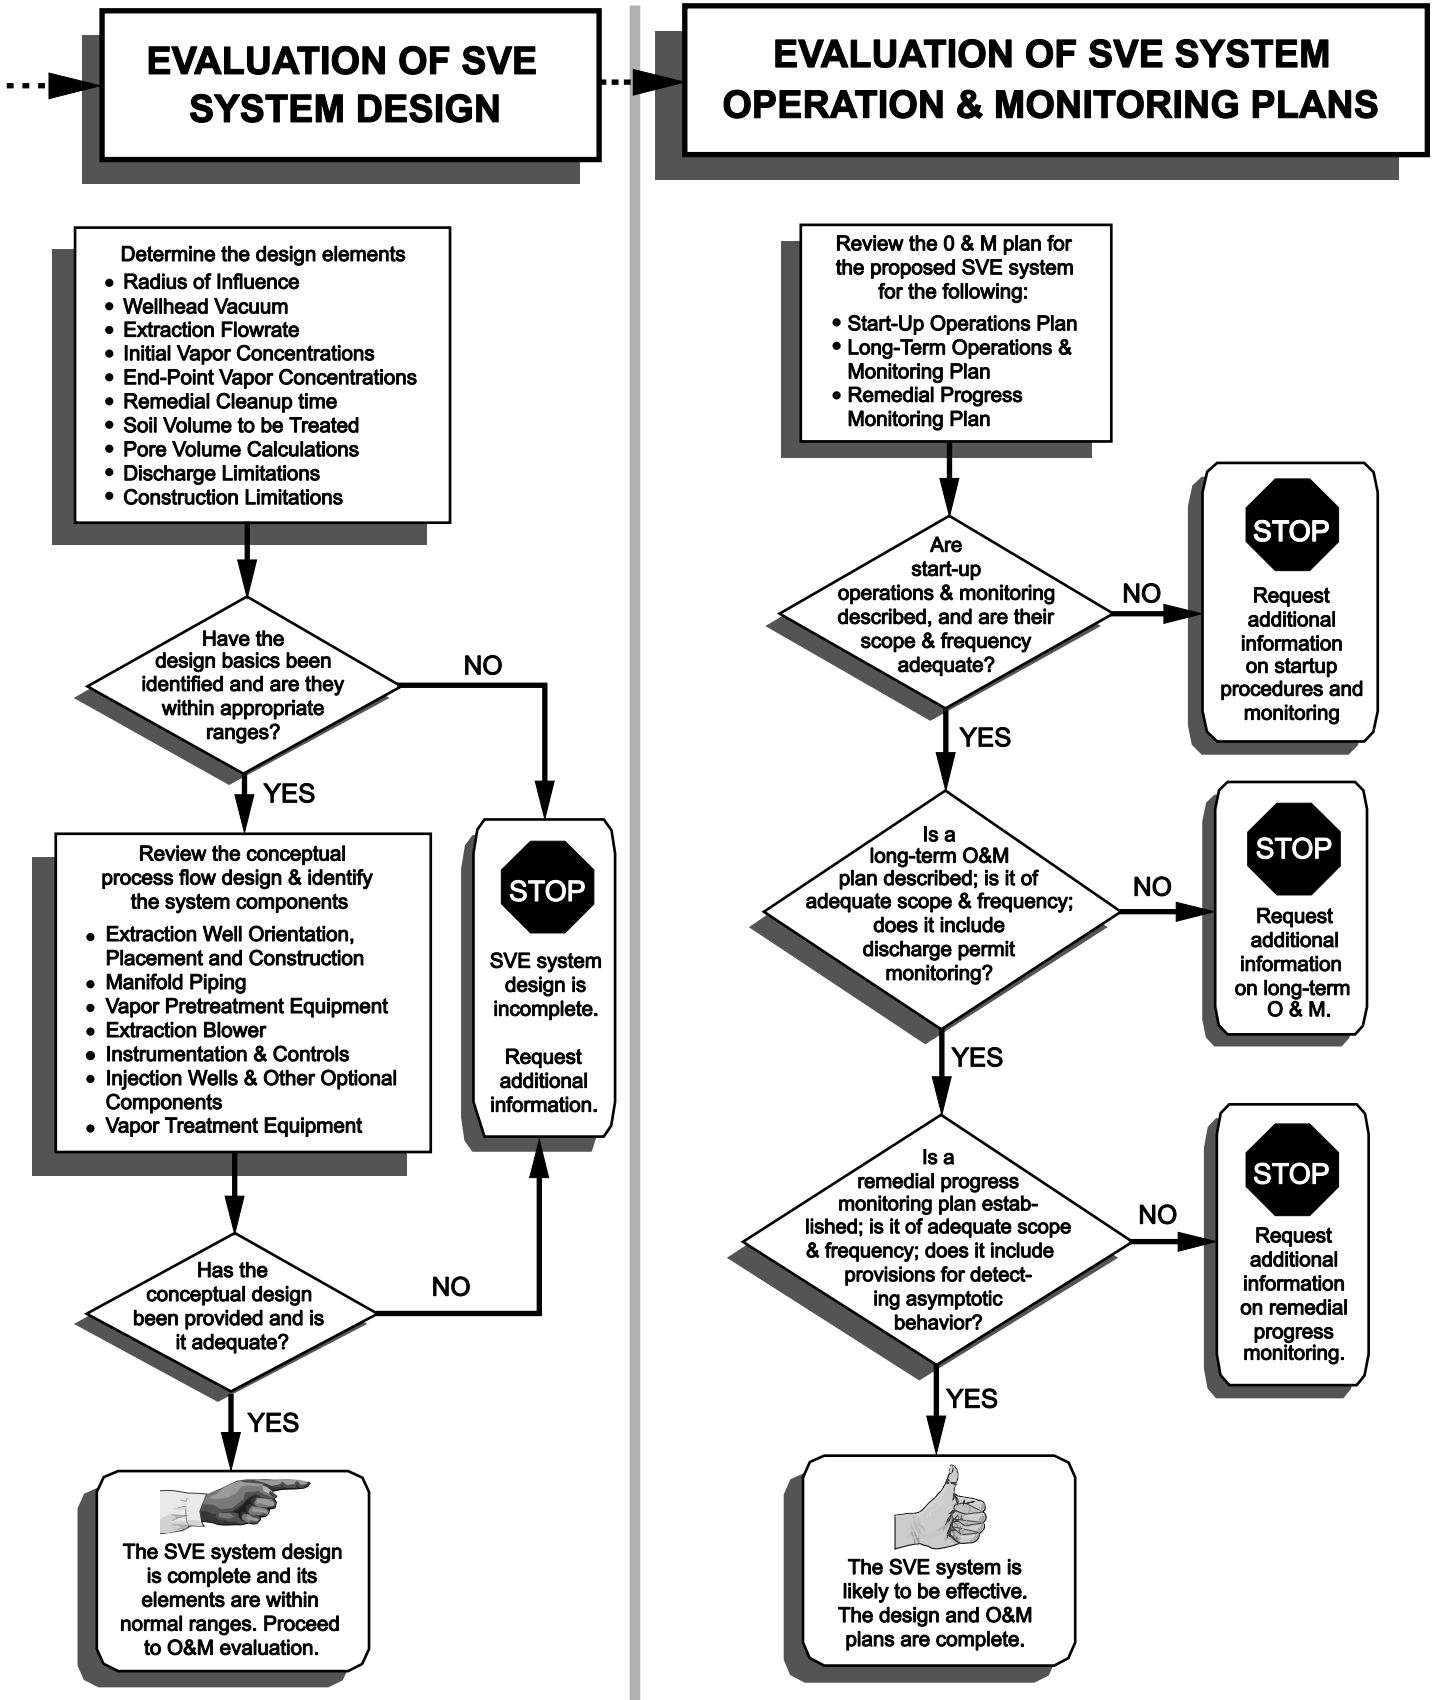 EVALUATION OF SVE
SYSTEM DESIGN
Determine the design elements
• Radius of Influence
• Wellhead Vacuum
• Extraction Flowrate
• Initial Vapor Concentrations
• End-Point Vapor Concentrations
• Remedial Cleanup time
• Soil Volume to be Treated
• Pore Volume Calculations
• Discharge Limitations
• Construction Limitations
Have the
design basics been
identified and are they
within appropriate
ranges?
NO
YES
Review the conceptual
process flow design & identify
the system components
• Extraction Well Orientation,
Placement and Construction
• Manifold Piping
• Vapor Pretreatment Equipment
• Extraction Blower
• Instrumentation & Controls
• Injection Wells & Other Optional
Components
• Vapor Treatment Equipment
STOP
SVE system
design is
incomplete.
Request
additional
information.
Has the
conceptual design
been provided and is
it adequate?
NO
YES
The SVE system design
is complete and its
elements are within
normal ranges. Proceed
to O&M evaluation.
EVALUATION OF SVE SYSTEM
OPERATION & MONITORING PLANS
Review the 0 & M plan for
the proposed SVE system
for the following:
• Start-Up Operations Plan
• Long-Term Operations &
Monitoring Plan
• Remedial Progress
Monitoring Plan
Are
start-up
operations & monitoring
described, and are their
scope & frequency
adequate?
NO
STOP
Request
additional
information
on startup
procedures and
monitoring
YES
Is a
long-term O&M
plan described; is it of
adequate scope & frequency;
does it include
discharge permit
monitoring?
NO
STOP
Request
additional
information
on long-term
O & M.
YES
Is a
remedial progress
monitoring plan estab-
lished; is it of adequate scope
& frequency; does it include
provisions for detect-
ing asymptotic
behavior?
NO
STOP
Request
additional
information
on remedial
progress
monitoring.
YES
The SVE system is
likely to be effective.
The design and O&M
plans are complete.